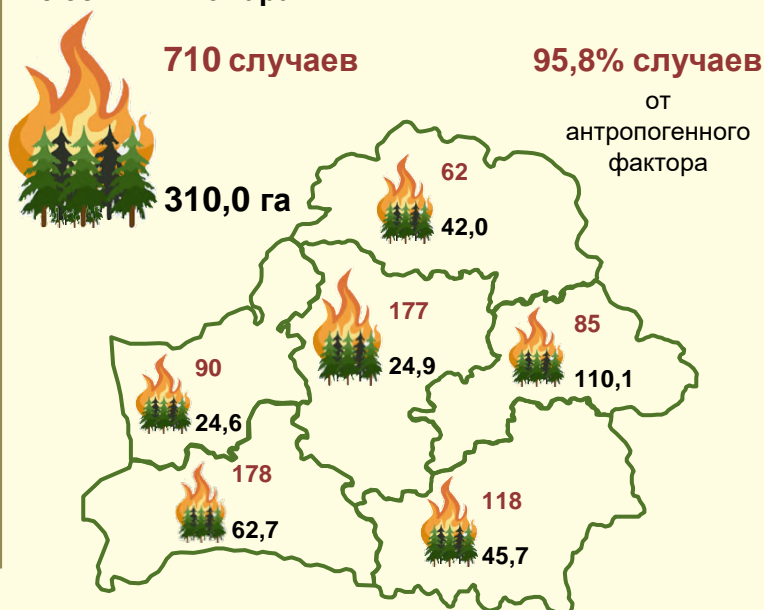 710 случаев
95,8% случаев
от
антропогенного
фактора
310,0 га
62
42,0
177
24,9
85
110,1
90
24,6
178
62,7
118
45,7